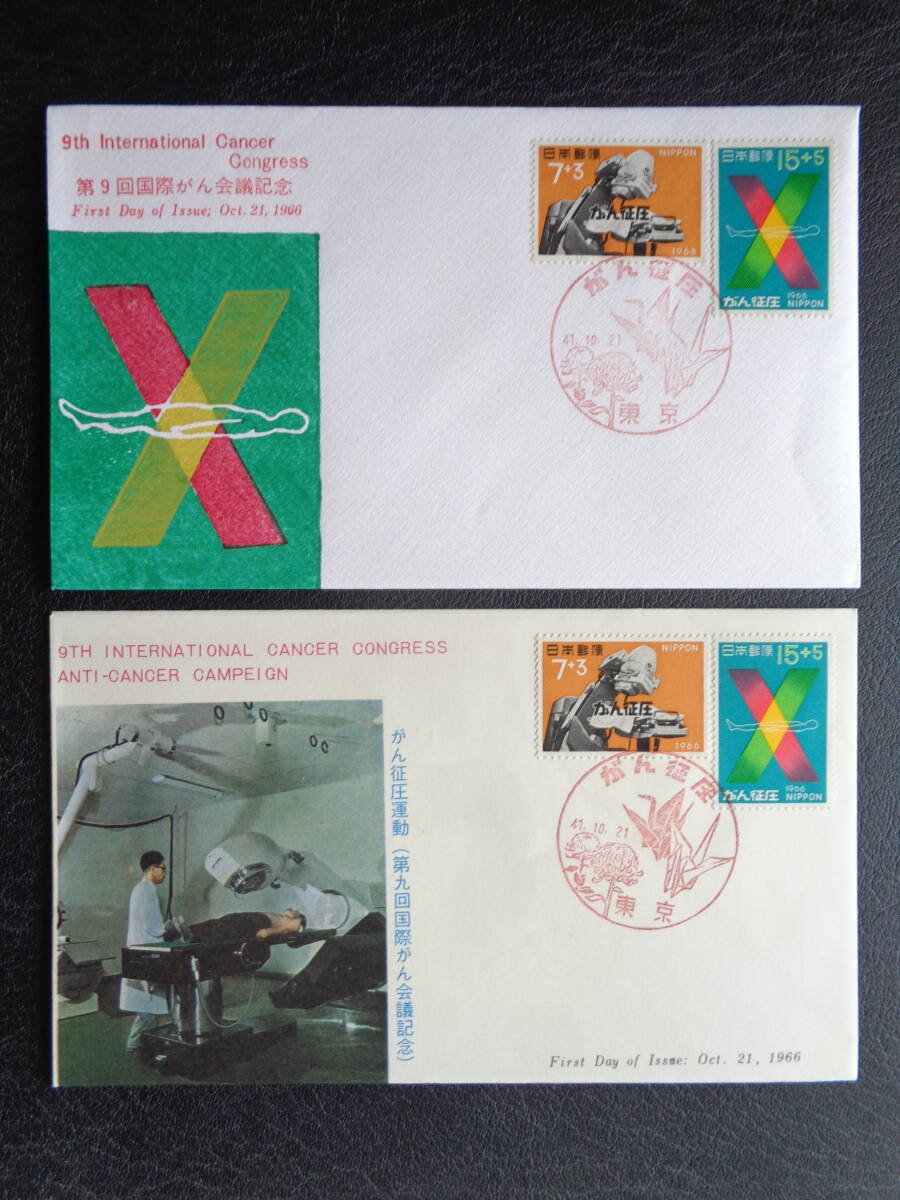 9th International Cancer
Congress
第9回国際がん会議記念
First Day of Issue; Oct. 21, 1966
日本郵便 NIPPON
7+3
がん征圧
1966
日本郵便 15+5
がん征圧 1966
NIPPON
がん征圧
41. 10. 21
東京
9TH INTERNATIONAL CANCER CONGRESS
ANTI-CANCER CAMPEIGN
がん征圧運動（第九回国際がん会議記念）
日本郵便 NIPPON
7+3
がん征圧
1966
日本郵便 15+5
がん征圧 1966
NIPPON
がん征圧
41. 10. 21
東京
First Day of Issue: Oct. 21, 1966